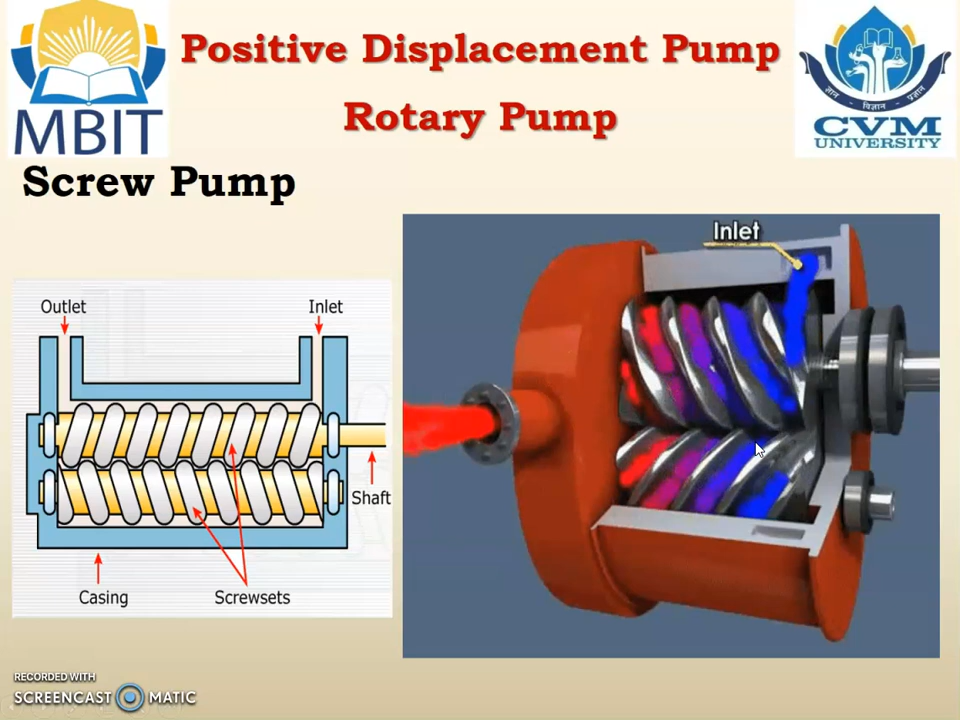 Positive Displacement Pump
Rotary Pump
MBIT
ज्ञान - विज्ञान - प्रज्ञान
CVM
UNIVERSITY
Screw Pump
Outlet
Inlet
Shaft
Casing
Screwsets
Inlet
RECORDED WITH
SCREENCAST MATIC